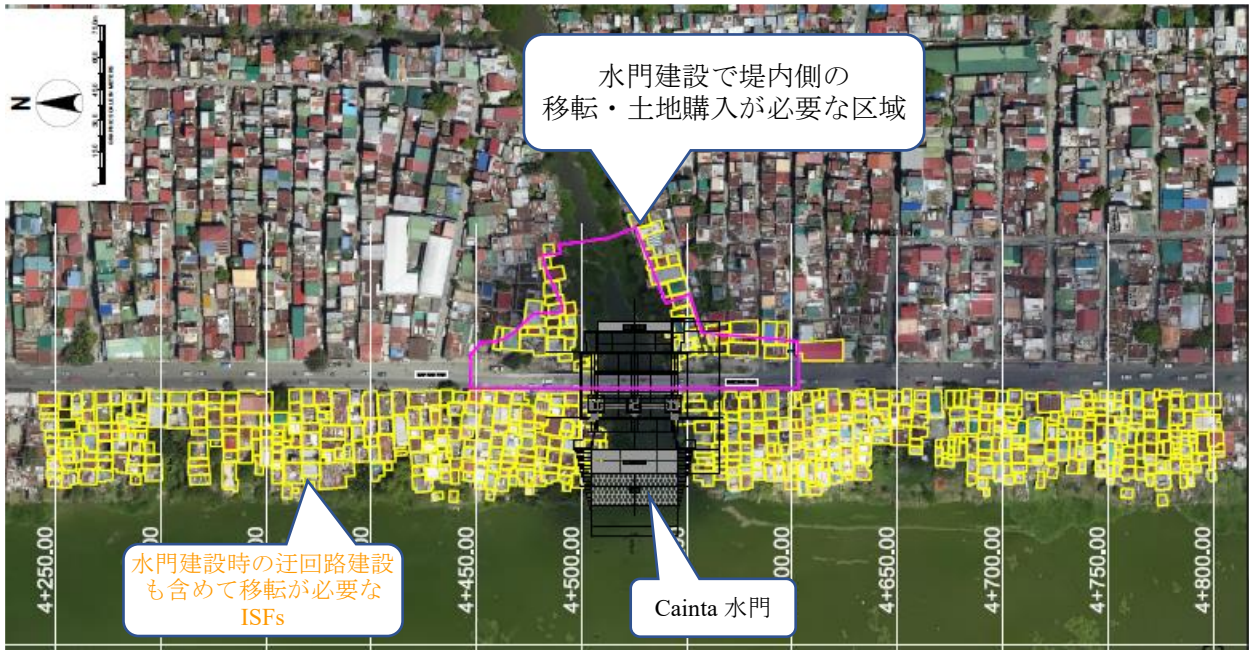 水門建設で堤内側の
移転・土地購入が必要な区域
N
水門建設時の迂回路建設
も含めて移転が必要な
ISFs
Cainta 水門
4+250.00
4+450.00
4+500.00
4+650.00
4+700.00
4+750.00
4+800.00